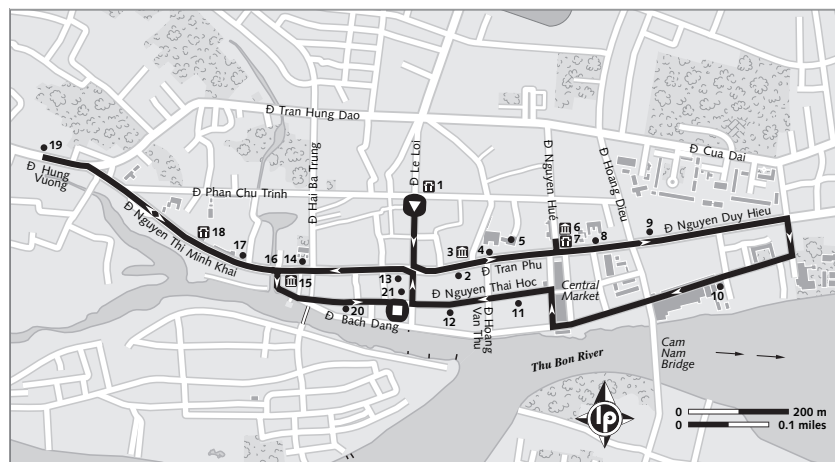 Đ Tran Hung Dao
19
Đ Hung
Vuong
Đ Phan Chu Trinh
Đ Hai Ba Trung
Đ Le Loi
1
Đ Nguyen Hue
Đ Hoang Dieu
Đ Cua Dai
Đ Nguyen Thi Minh Khai
18
17
16
14
15
13
21
20
Đ Bach Dang
3
4
5
2
Đ Tran Phu
Đ Nguyen Thai Hoc
12
Đ Hoang
Van Thu
11
6
7
8
9
Đ Nguyen Duy Hieu
Central
Market
10
Thu Bon River
Cam
Nam
Bridge
lp
0 200 m
0 0.1 miles